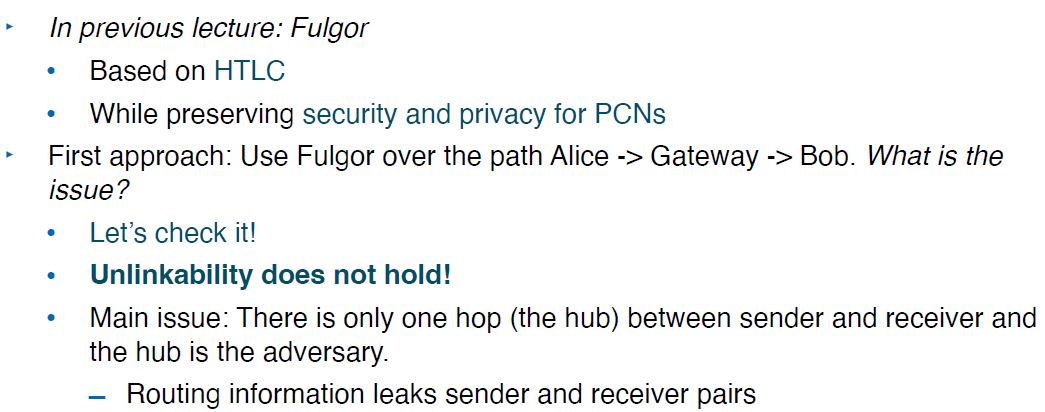 ‣ In previous lecture: Fulgor
• Based on HTLC
• While preserving security and privacy for PCNs
‣ First approach: Use Fulgor over the path Alice -> Gateway -> Bob. What is the
issue?
• Let's check it!
• Unlinkability does not hold!
• Main issue: There is only one hop (the hub) between sender and receiver and
the hub is the adversary.
– Routing information leaks sender and receiver pairs